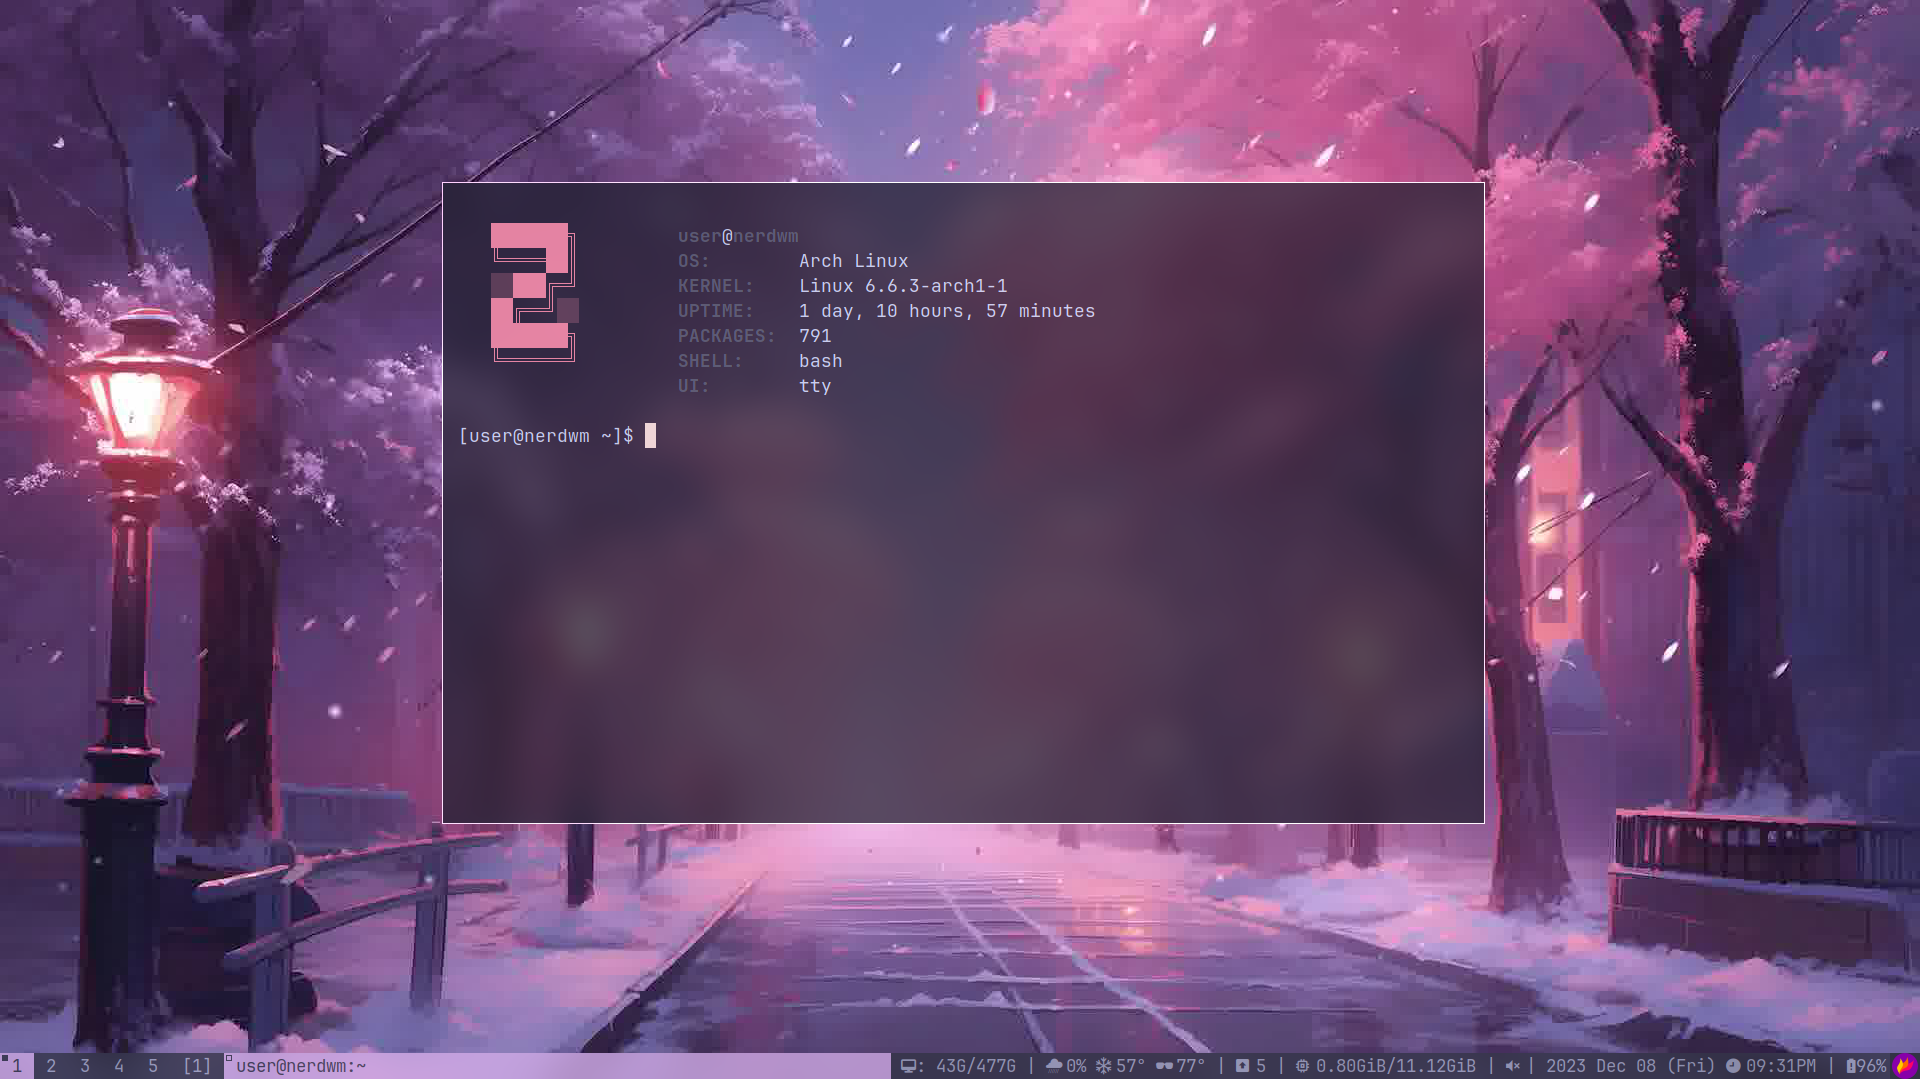 user@nerdwm
OS: Arch Linux
KERNEL: Linux 6.6.3-arch1-1
UPTIME: 1 day, 10 hours, 57 minutes
PACKAGES: 791
SHELL: bash
UI: tty
[user@nerdwm ~]$
1 2 3 4 5 [1] user@nerdwm:~ : 43G/477G | 0% 57° 77° | 5 | 0.80GiB/11.12GiB | | 2023 Dec 08 (Fri) 09:31PM | 96%